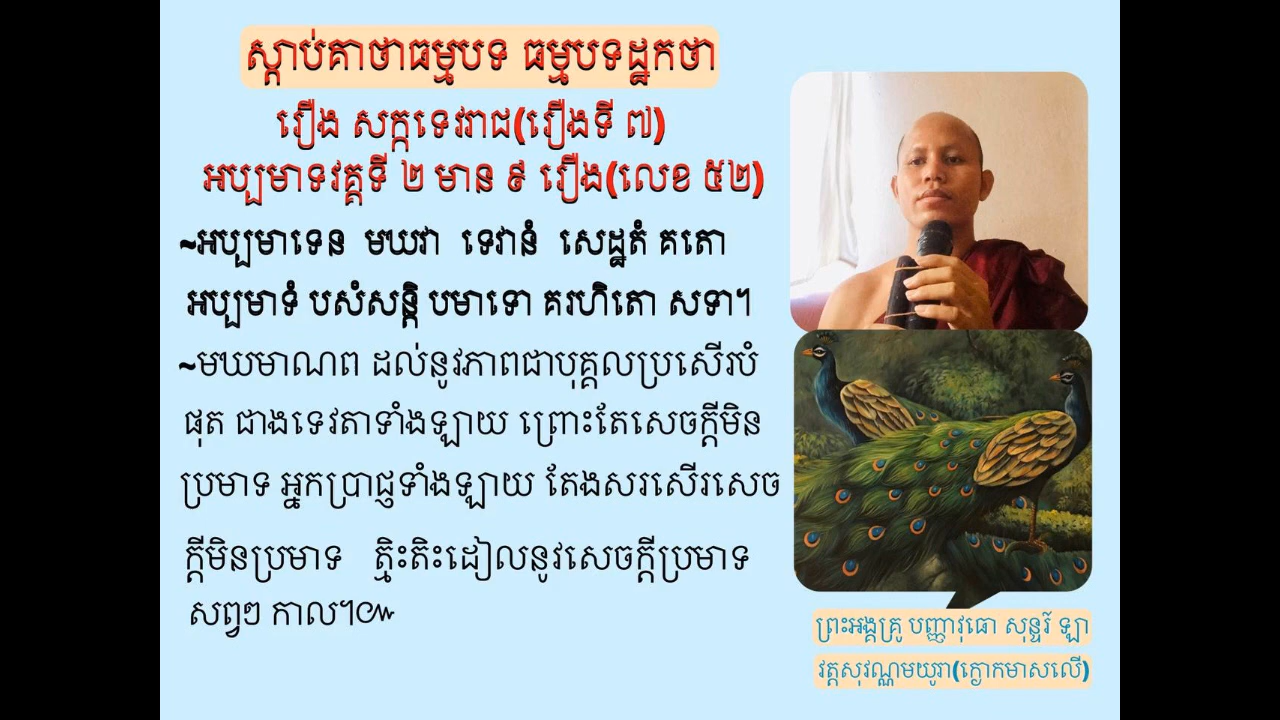 ស្តាប់គាថាធម្មបទ ធម្មបទដ្ឋកថា
រឿង សក្កទេវរាជ(រឿងទី ៧)
អប្បមាទវគ្គទី ២ មាន ៩ រឿង(លេខ ៥២)
~អប្បមាទេន មឃវា ទេវានំ សេដ្ឋតំ គតោ
អប្បមាទំ បសំសន្តិ បមាទោ គរហិតោ សទា។
~មឃមាណព ដល់នូវភាពជាបុគ្គលប្រសើរបំ
ផុត ជាងទេវតាទាំងឡាយ ព្រោះតែសេចក្តីមិន
ប្រមាទ អ្នកប្រាជ្ញទាំងឡាយ តែងសរសើរសេច
ក្តីមិនប្រមាទ ត្មិះតិះដៀលនូវសេចក្តីប្រមាទ
សព្វៗ កាល។៚
ព្រះអង្គគ្រូ បញ្ញាវុធោ សុន្ទរ៍ ឡា
វត្តសុវណ្ណមយូរា(ក្ងោកមាសលើ)